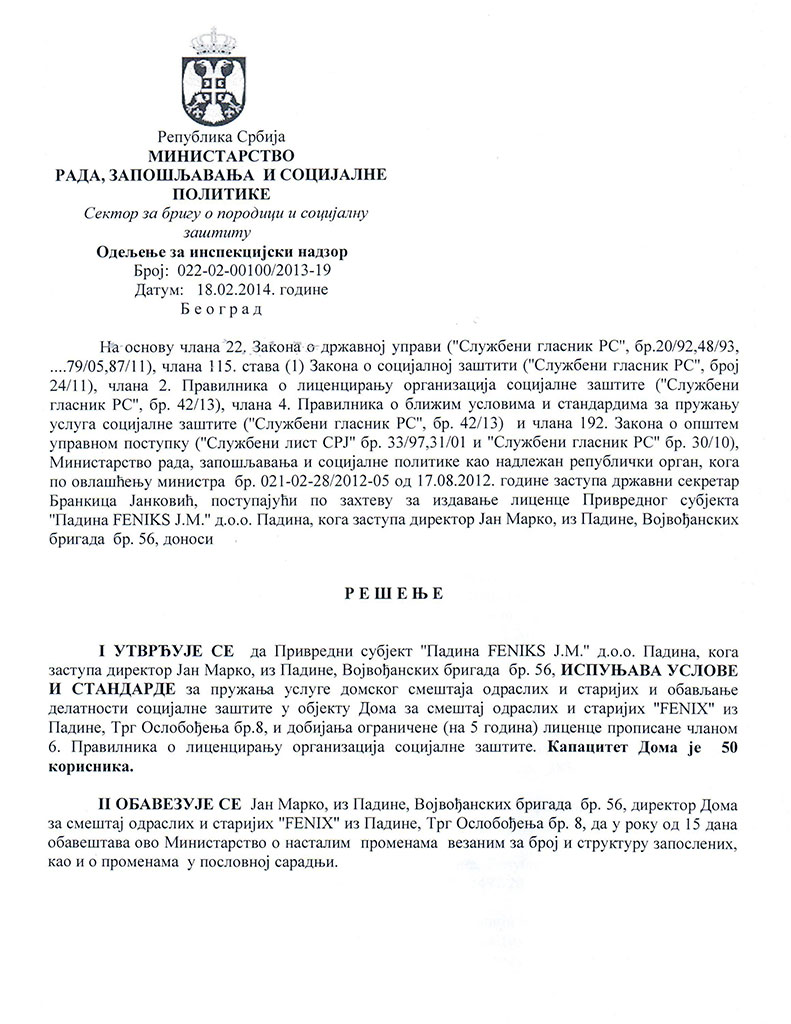 Република Србија
МИНИСТАРСТВО
РАДА, ЗАПОШЉАВАЊА И СОЦИЈАЛНЕ
ПОЛИТИКЕ
Сектор за бригу о породици и социјалну
заштиту
Одељење за инспекцијски надзор
Број: 022-02-00100/2013-19
Датум: 18.02.2014. године
Б е о г р а д
На основу члана 22, Закона о државној управи ("Службени гласник РС", бр.20/92,48/93,
....79/05,87/11), члана 115. става (1) Закона о социјалној заштити ("Службени гласник РС", број
24/11), члана 2. Правилника о лиценцирању организација социјалне заштите ("Службени
гласник РС", бр. 42/13), члана 4. Правилника о ближим условима и стандардима за пружању
услуга социјалне заштите ("Службени гласник РС", бр. 42/13) и члана 192. Закона о општем
управном поступку ("Службени лист СРЈ" бр. 33/97,31/01 и "Службени гласник РС" бр. 30/10),
Министарство рада, запошљавања и социјалне политике као надлежан републички орган, кога
по овлашћењу министра бр. 021-02-28/2012-05 од 17.08.2012. године заступа државни секретар
Бранкица Јанковић, поступајући по захтеву за издавање лиценце Привредног субјекта
"Падина FENIKS J.M." д.о.о. Падина, кога заступа директор Јан Марко, из Падине, Војвођанских
бригада бр. 56, доноси
Р Е Ш Е Њ Е
I УТВРЂУЈЕ СЕ да Привредни субјект "Падина FENIKS J.M." д.о.о. Падина, кога
заступа директор Јан Марко, из Падине, Војвођанских бригада бр. 56, ИСПУЊАВА УСЛОВЕ
И СТАНДАРДЕ за пружања услуге домског смештаја одраслих и старијих и обављање
делатности социјалне заштите у објекту Дома за смештај одраслих и старијих "FENIX" из
Падине, Трг Ослобођења бр.8, и добијања ограничене (на 5 година) лиценце прописане чланом
6. Правилника о лиценцирању организација социјалне заштите. Капацитет Дома је 50
корисника.
II ОБАВЕЗУЈЕ СЕ Јан Марко, из Падине, Војвођанских бригада бр. 56, директор Дома
за смештај одраслих и старијих "FENIX" из Падине, Трг Ослобођења бр. 8, да у року од 15 дана
обавештава ово Министарство о насталим променама везаним за број и структуру запослених,
као и о променама у пословној сарадњи.